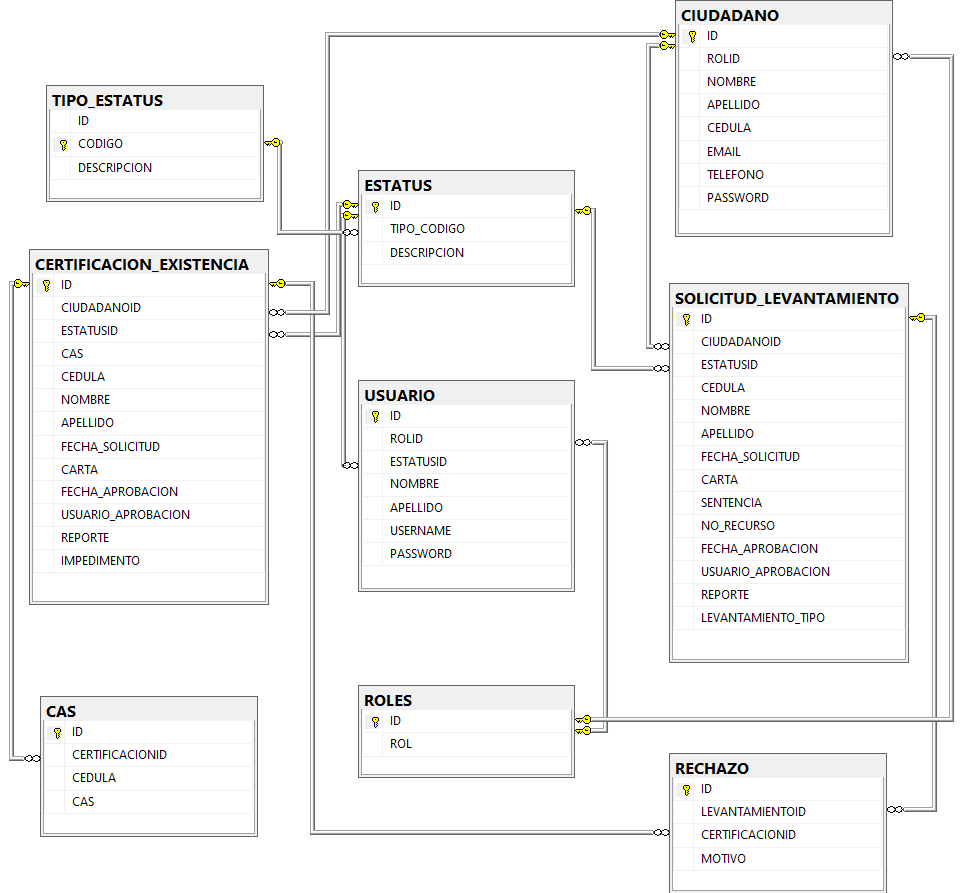 CIUDADANO
ID
ROLID
NOMBRE
APELLIDO
CEDULA
EMAIL
TELEFONO
PASSWORD
TIPO_ESTATUS
ID
CODIGO
DESCRIPCION
ESTATUS
ID
TIPO_CODIGO
DESCRIPCION
CERTIFICACION_EXISTENCIA
ID
CIUDADANOID
ESTATUSID
CAS
CEDULA
NOMBRE
APELLIDO
FECHA_SOLICITUD
CARTA
FECHA_APROBACION
USUARIO_APROBACION
REPORTE
IMPEDIMENTO
SOLICITUD_LEVANTAMIENTO
ID
CIUDADANOID
ESTATUSID
CEDULA
NOMBRE
APELLIDO
FECHA_SOLICITUD
CARTA
SENTENCIA
NO_RECURSO
FECHA_APROBACION
USUARIO_APROBACION
REPORTE
LEVANTAMIENTO_TIPO
USUARIO
ID
ROLID
ESTATUSID
NOMBRE
APELLIDO
USERNAME
PASSWORD
ROLES
ID
ROL
CAS
ID
CERTIFICACIONID
CEDULA
CAS
RECHAZO
ID
LEVANTAMIENTOID
CERTIFICACIONID
MOTIVO